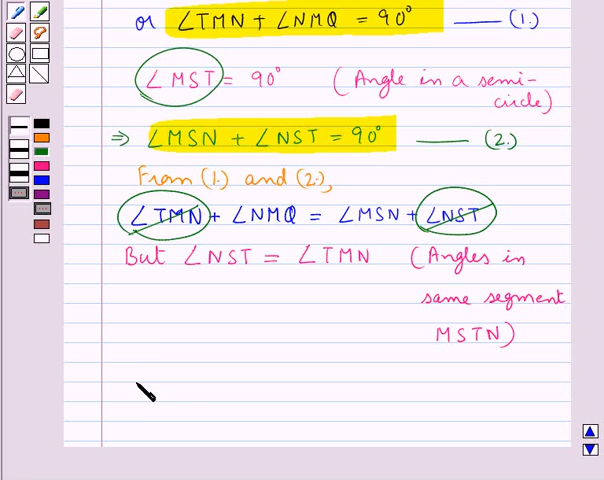 or ∠TMN + ∠NMQ = 90° —— (1.)
∠MST = 90° (Angle in a semi-
circle)
⇒ ∠MSN + ∠NST = 90° —— (2.)
From (1.) and (2.),
∠TMN + ∠NMQ = ∠MSN + ∠NST
But ∠NST = ∠TMN (Angles in
same segment
MSTN)